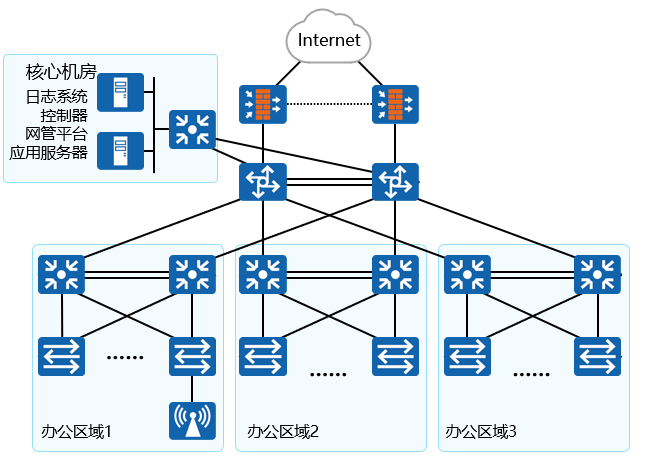 Internet
核心机房
日志系统
控制器
网管平台
应用服务器
......
......
......
办公区域1
办公区域2
办公区域3